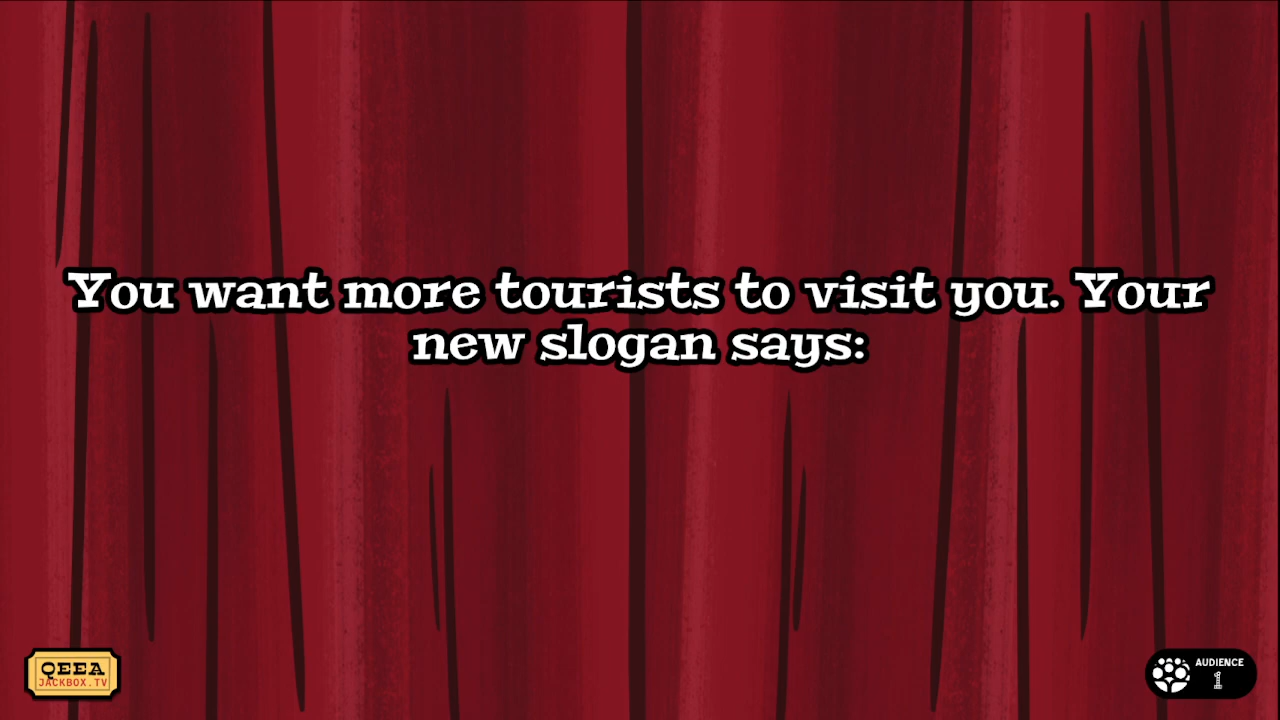 You want more tourists to visit you. Your
new slogan says:
QEEA
JACKBOX.TV
AUDIENCE
1